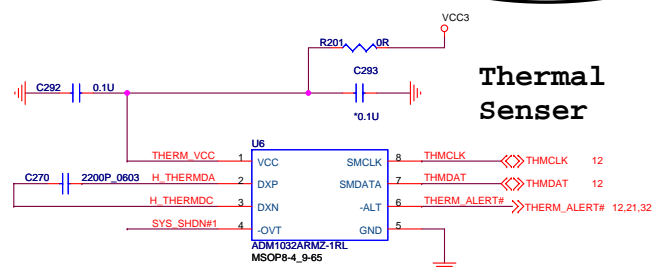 VCC3
R201 0R
C293
*0.1U
Thermal
Senser
C292 0.1U
U6
THERM_VCC 1 VCC SMCLK 8 THMCLK THMCLK 12
C270 2200P_0603 H_THERMDA 2 DXP SMDATA 7 THMDAT THMDAT 12
H_THERMDC 3 DXN -ALT 6 THERM_ALERT# THERM_ALERT# 12,21,32
SYS_SHDN#1 4 -OVT GND 5
ADM1032ARMZ-1RL
MSOP8-4_9-65